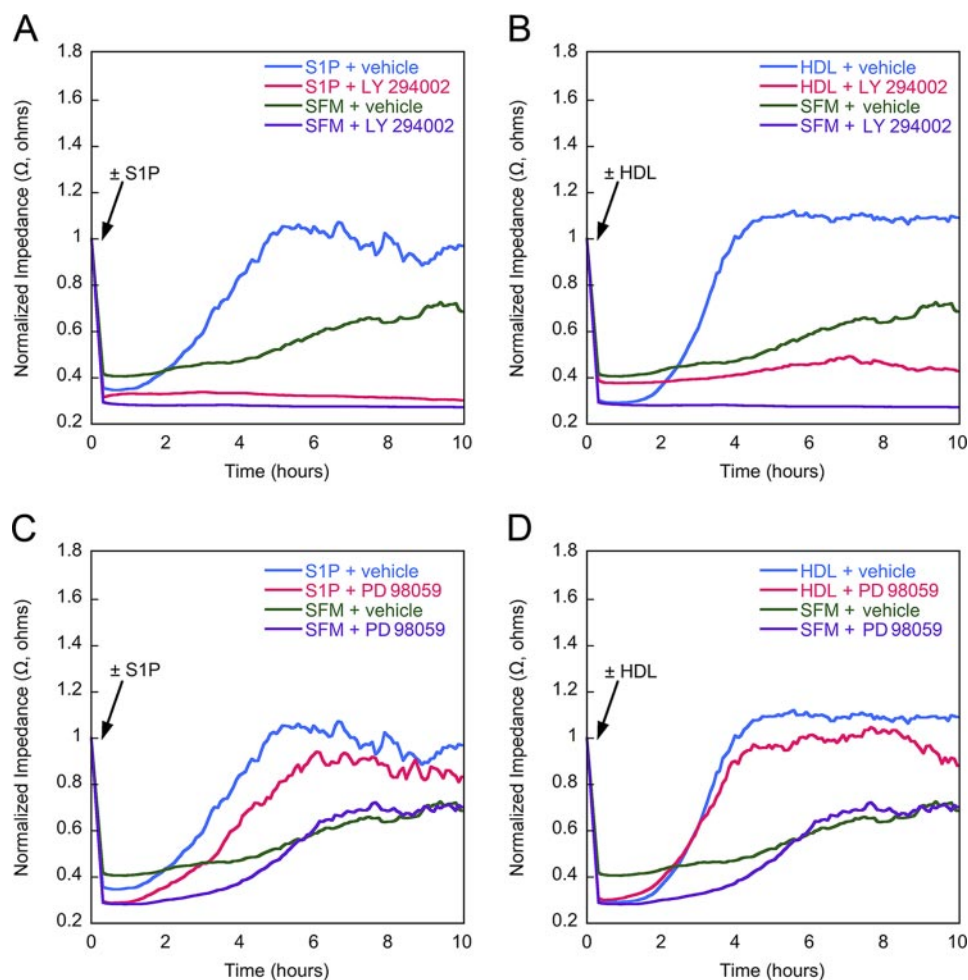 A
1.8
1.6
1.4
1.2
1
0.8
0.6
0.4
0.2
Normalized Impedance (Ω, ohms)
S1P + vehicle
S1P + LY 294002
SFM + vehicle
SFM + LY 294002
± S1P
0 2 4 6 8 10
Time (hours)
B
1.8
1.6
1.4
1.2
1
0.8
0.6
0.4
0.2
Normalized Impedance (Ω, ohms)
HDL + vehicle
HDL + LY 294002
SFM + vehicle
SFM + LY 294002
± HDL
0 2 4 6 8 10
Time (hours)
C
1.8
1.6
1.4
1.2
1
0.8
0.6
0.4
0.2
Normalized Impedance (Ω, ohms)
S1P + vehicle
S1P + PD 98059
SFM + vehicle
SFM + PD 98059
± S1P
0 2 4 6 8 10
Time (hours)
D
1.8
1.6
1.4
1.2
1
0.8
0.6
0.4
0.2
Normalized Impedance (Ω, ohms)
HDL + vehicle
HDL + PD 98059
SFM + vehicle
SFM + PD 98059
± HDL
0 2 4 6 8 10
Time (hours)